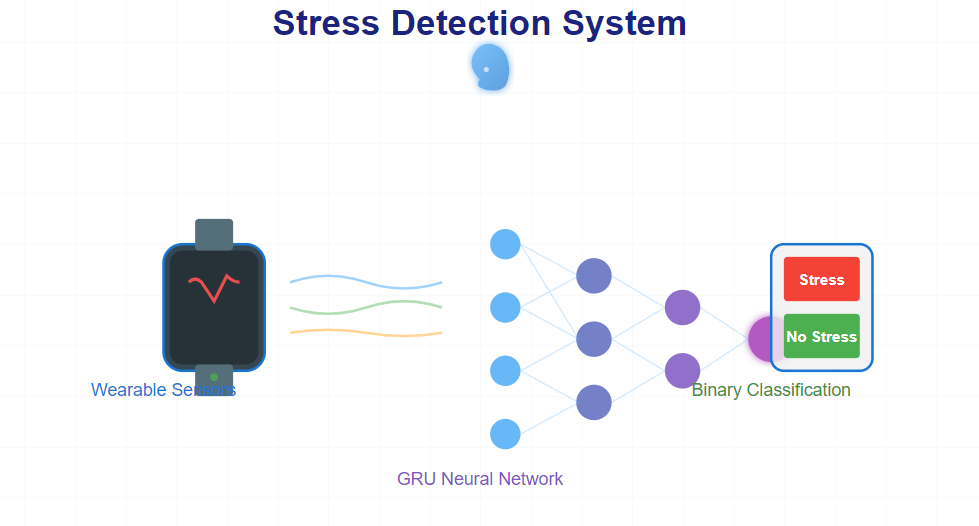 Stress Detection System
Stress
No Stress
Wearable Sensors
Binary Classification
GRU Neural Network